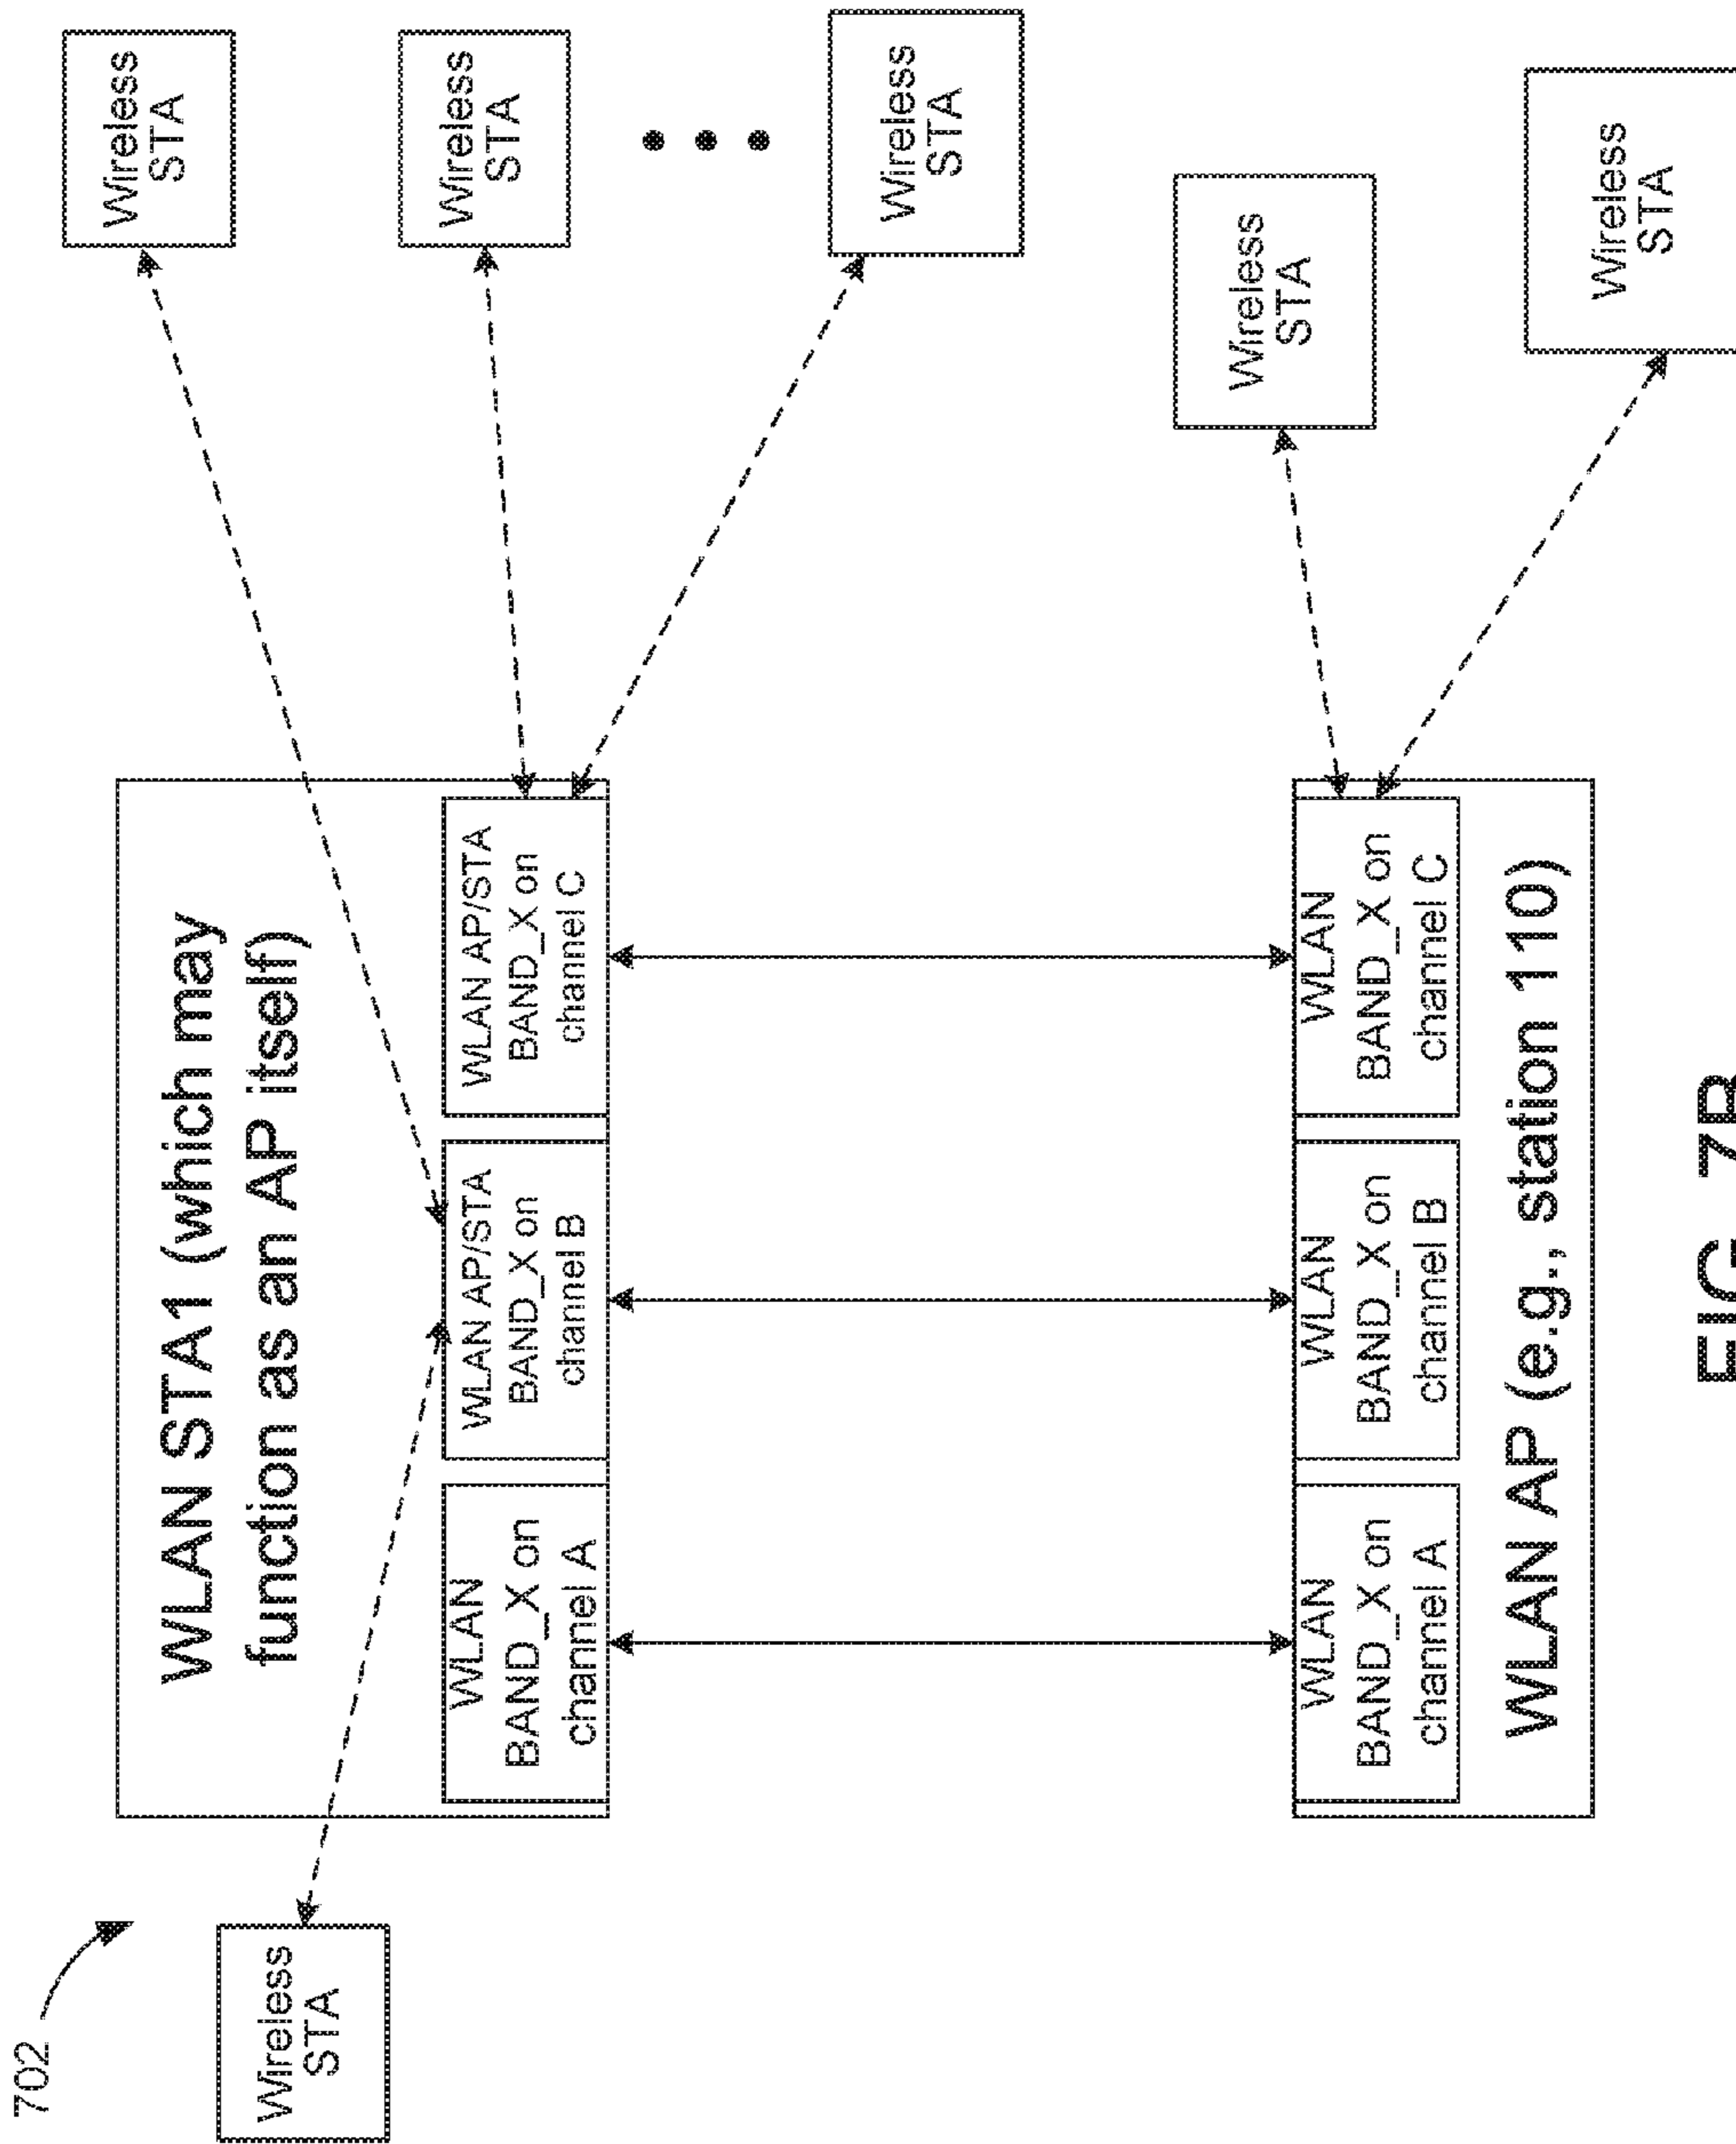 702
Wireless
STA
WLAN STA1 (which may
function as an AP itself)
Wireless
STA
WLAN
BAND_X on
channel A
WLAN AP/STA
BAND_X on
channel B
WLAN AP/STA
BAND_X on
channel C
Wireless
STA
Wireless
STA
Wireless
STA
WLAN
BAND_X on
channel A
WLAN
BAND_X on
channel B
WLAN
BAND_X on
channel C
WLAN AP (e.g., station 110)
Wireless
STA
FIG. 7B